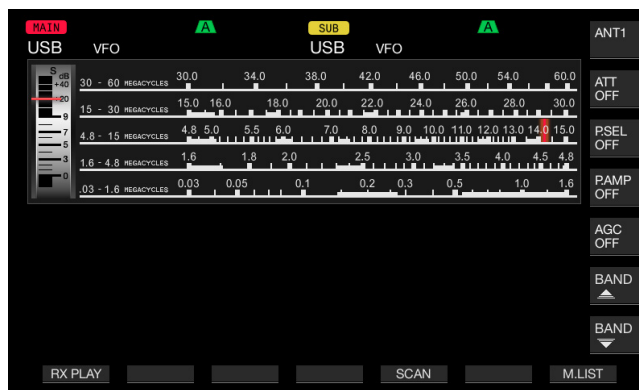 MAIN A SUB A ANT1
USB VFO USB VFO
S dB
+40
20
9
7
5
3
0
30 - 60 MEGACYCLES 30.0 34.0 38.0 42.0 46.0 50.0 54.0 60.0
15 - 30 MEGACYCLES 15.0 16.0 18.0 20.0 22.0 24.0 26.0 28.0 30.0
4.8 - 15 MEGACYCLES 4.8 5.0 5.5 6.0 7.0 8.0 9.0 10.0 11.0 12.0 13.0 14.0 15.0
1.6 - 4.8 MEGACYCLES 1.6 1.8 2.0 2.5 3.0 3.5 4.0 4.5 4.8
.03 - 1.6 MEGACYCLES 0.03 0.05 0.1 0.2 0.3 0.5 1.0 1.6
ATT
OFF
P.SEL
OFF
P.AMP
OFF
AGC
OFF
BAND
BAND
RX PLAY SCAN M.LIST